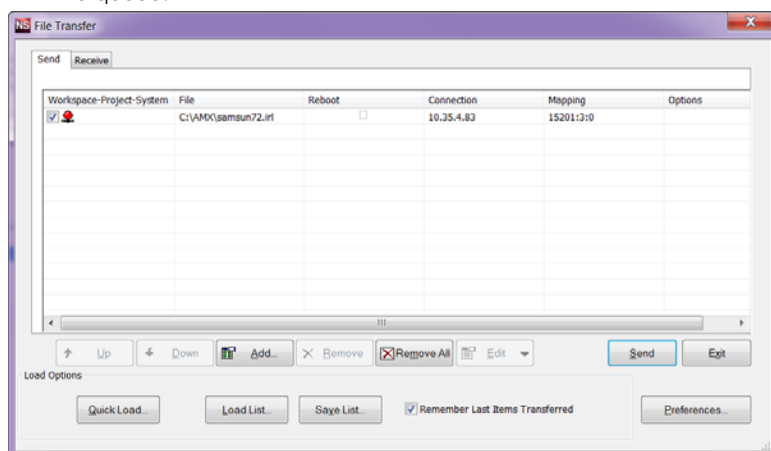 NS File Transfer
X
Send Receive
Workspace-Project-System File Reboot Connection Mapping Options
C:\AMX\samsun72.irl 10.35.4.83 15201:3:0
Up Down Add... Remove Remove All Edit Send Exit
Load Options
Quick Load... Load List... Save List... Remember Last Items Transferred Preferences...